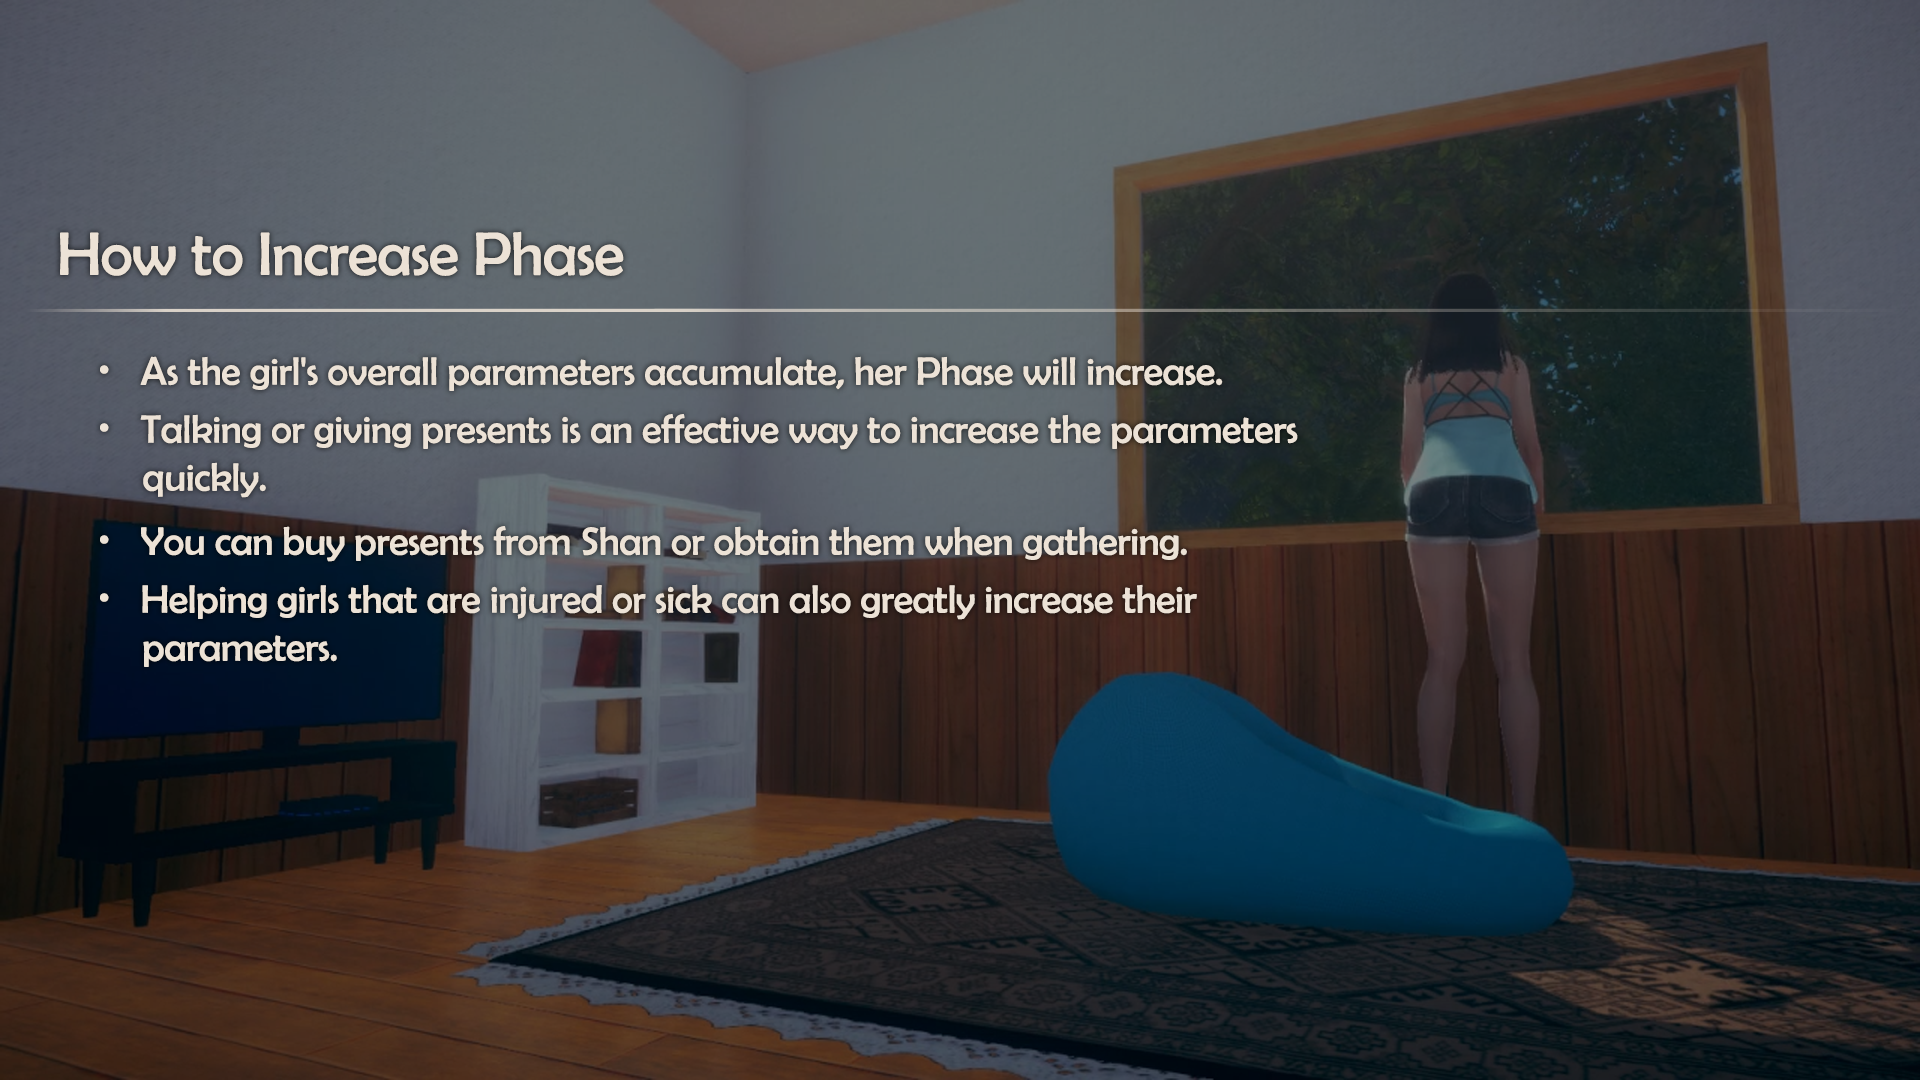 How to Increase Phase
• As the girl's overall parameters accumulate, her Phase will increase.
• Talking or giving presents is an effective way to increase the parameters
quickly.
• You can buy presents from Shan or obtain them when gathering.
• Helping girls that are injured or sick can also greatly increase their
parameters.